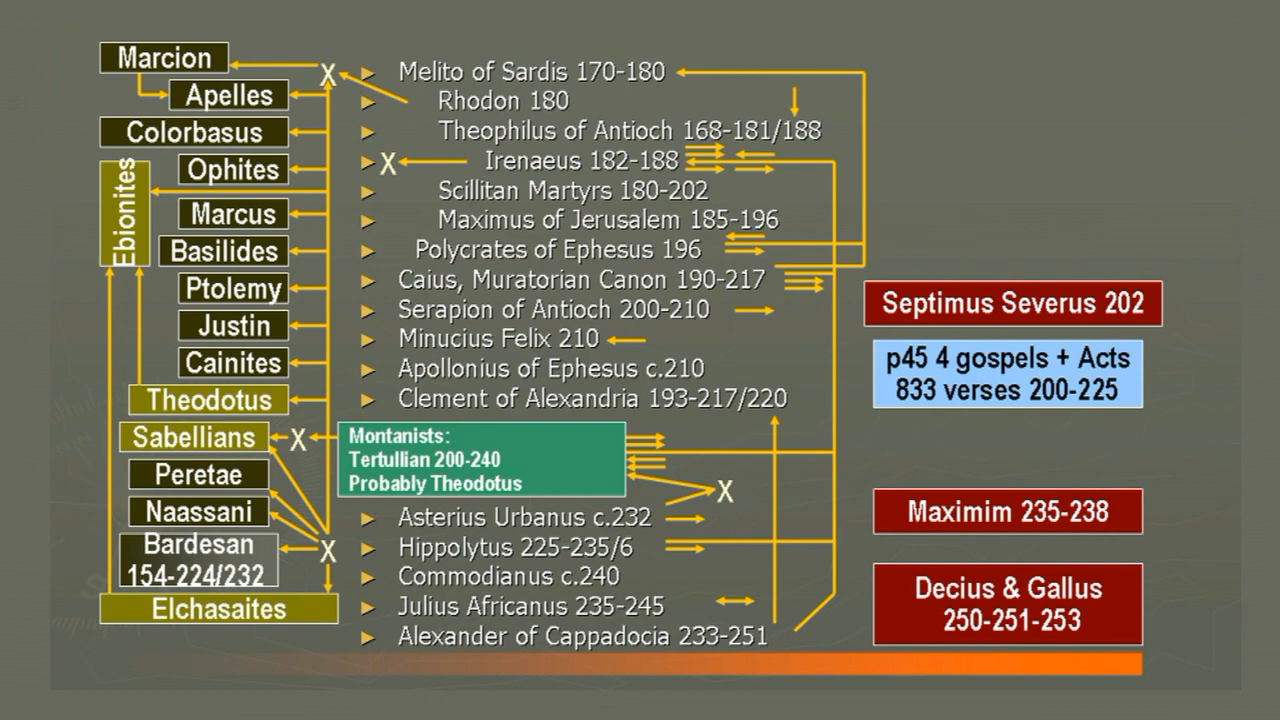 Marcion
Apelles
Colorbasus
Ophites
Ebionites
Marcus
Basilides
Ptolemy
Justin
Cainites
Theodotus
Sabellians
Peretae
Naassani
Bardesan
154-224/232
Elchasaites
X
X
X
X
X
Melito of Sardis 170-180
Rhodon 180
Theophilus of Antioch 168-181/188
Irenaeus 182-188
Scillitan Martyrs 180-202
Maximus of Jerusalem 185-196
Polycrates of Ephesus 196
Caius, Muratorian Canon 190-217
Serapion of Antioch 200-210
Minucius Felix 210
Apollonius of Ephesus c.210
Clement of Alexandria 193-217/220
Montanists:
Tertullian 200-240
Probably Theodotus
Asterius Urbanus c.232
Hippolytus 225-235/6
Commodianus c.240
Julius Africanus 235-245
Alexander of Cappadocia 233-251
Septimus Severus 202
p45 4 gospels + Acts
833 verses 200-225
Maximim 235-238
Decius & Gallus
250-251-253